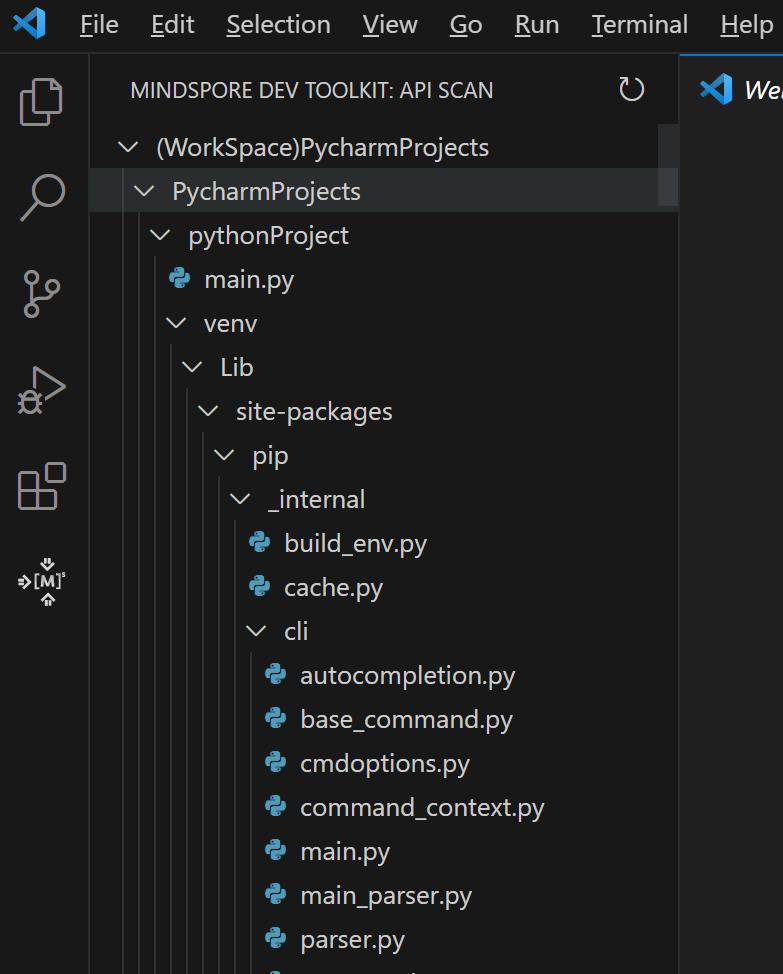 File Edit Selection View Go Run Terminal Help
MINDSPORE DEV TOOLKIT: API SCAN
(WorkSpace)PycharmProjects
PycharmProjects
pythonProject
main.py
venv
Lib
site-packages
pip
_internal
build_env.py
cache.py
cli
autocompletion.py
base_command.py
cmdoptions.py
command_context.py
main.py
main_parser.py
parser.py
[M]s